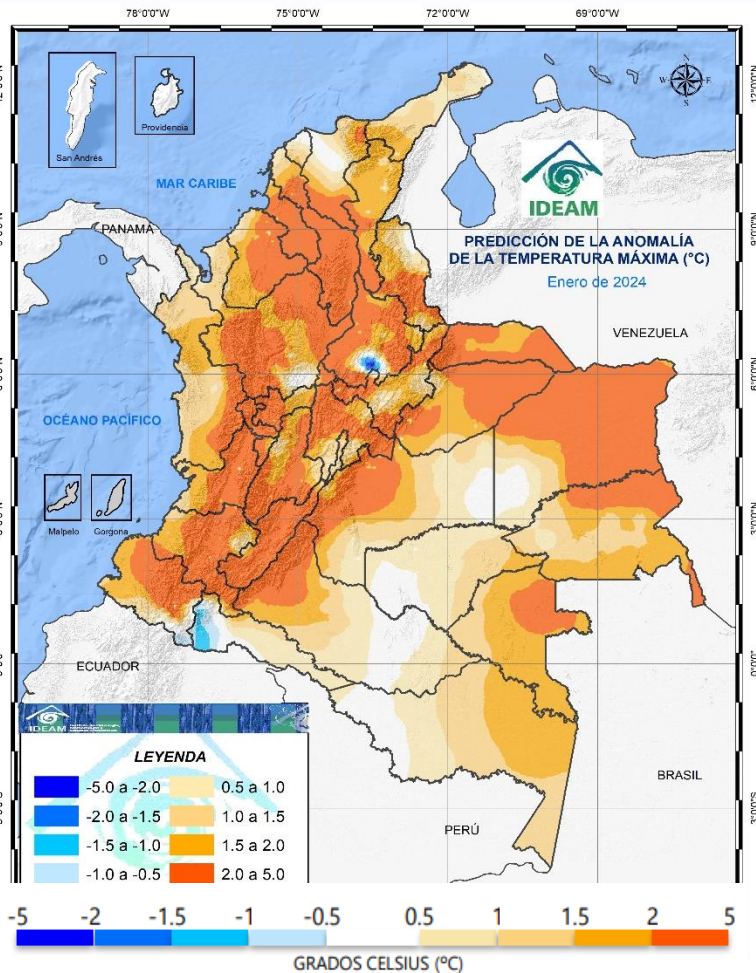 78°0'0"W
75°0'0"W
72°0'0"W
69°0'0"W
N
W
E
S
San Andrés
Providencia
MAR CARIBE
IDEAM
PANAMÁ
PREDICCIÓN DE LA ANOMALÍA
DE LA TEMPERATURA MÁXIMA (°C)
Enero de 2024
VENEZUELA
OCÉANO PACÍFICO
Malpelo
Gorgona
ECUADOR
IDEAM
LEYENDA
-5.0 a -2.0
0.5 a 1.0
-2.0 a -1.5
1.0 a 1.5
-1.5 a -1.0
1.5 a 2.0
-1.0 a -0.5
2.0 a 5.0
BRASIL
PERÚ
-5 -2 -1.5 -1 -0.5 0.5 1 1.5 2 5
GRADOS CELSIUS (ºC)